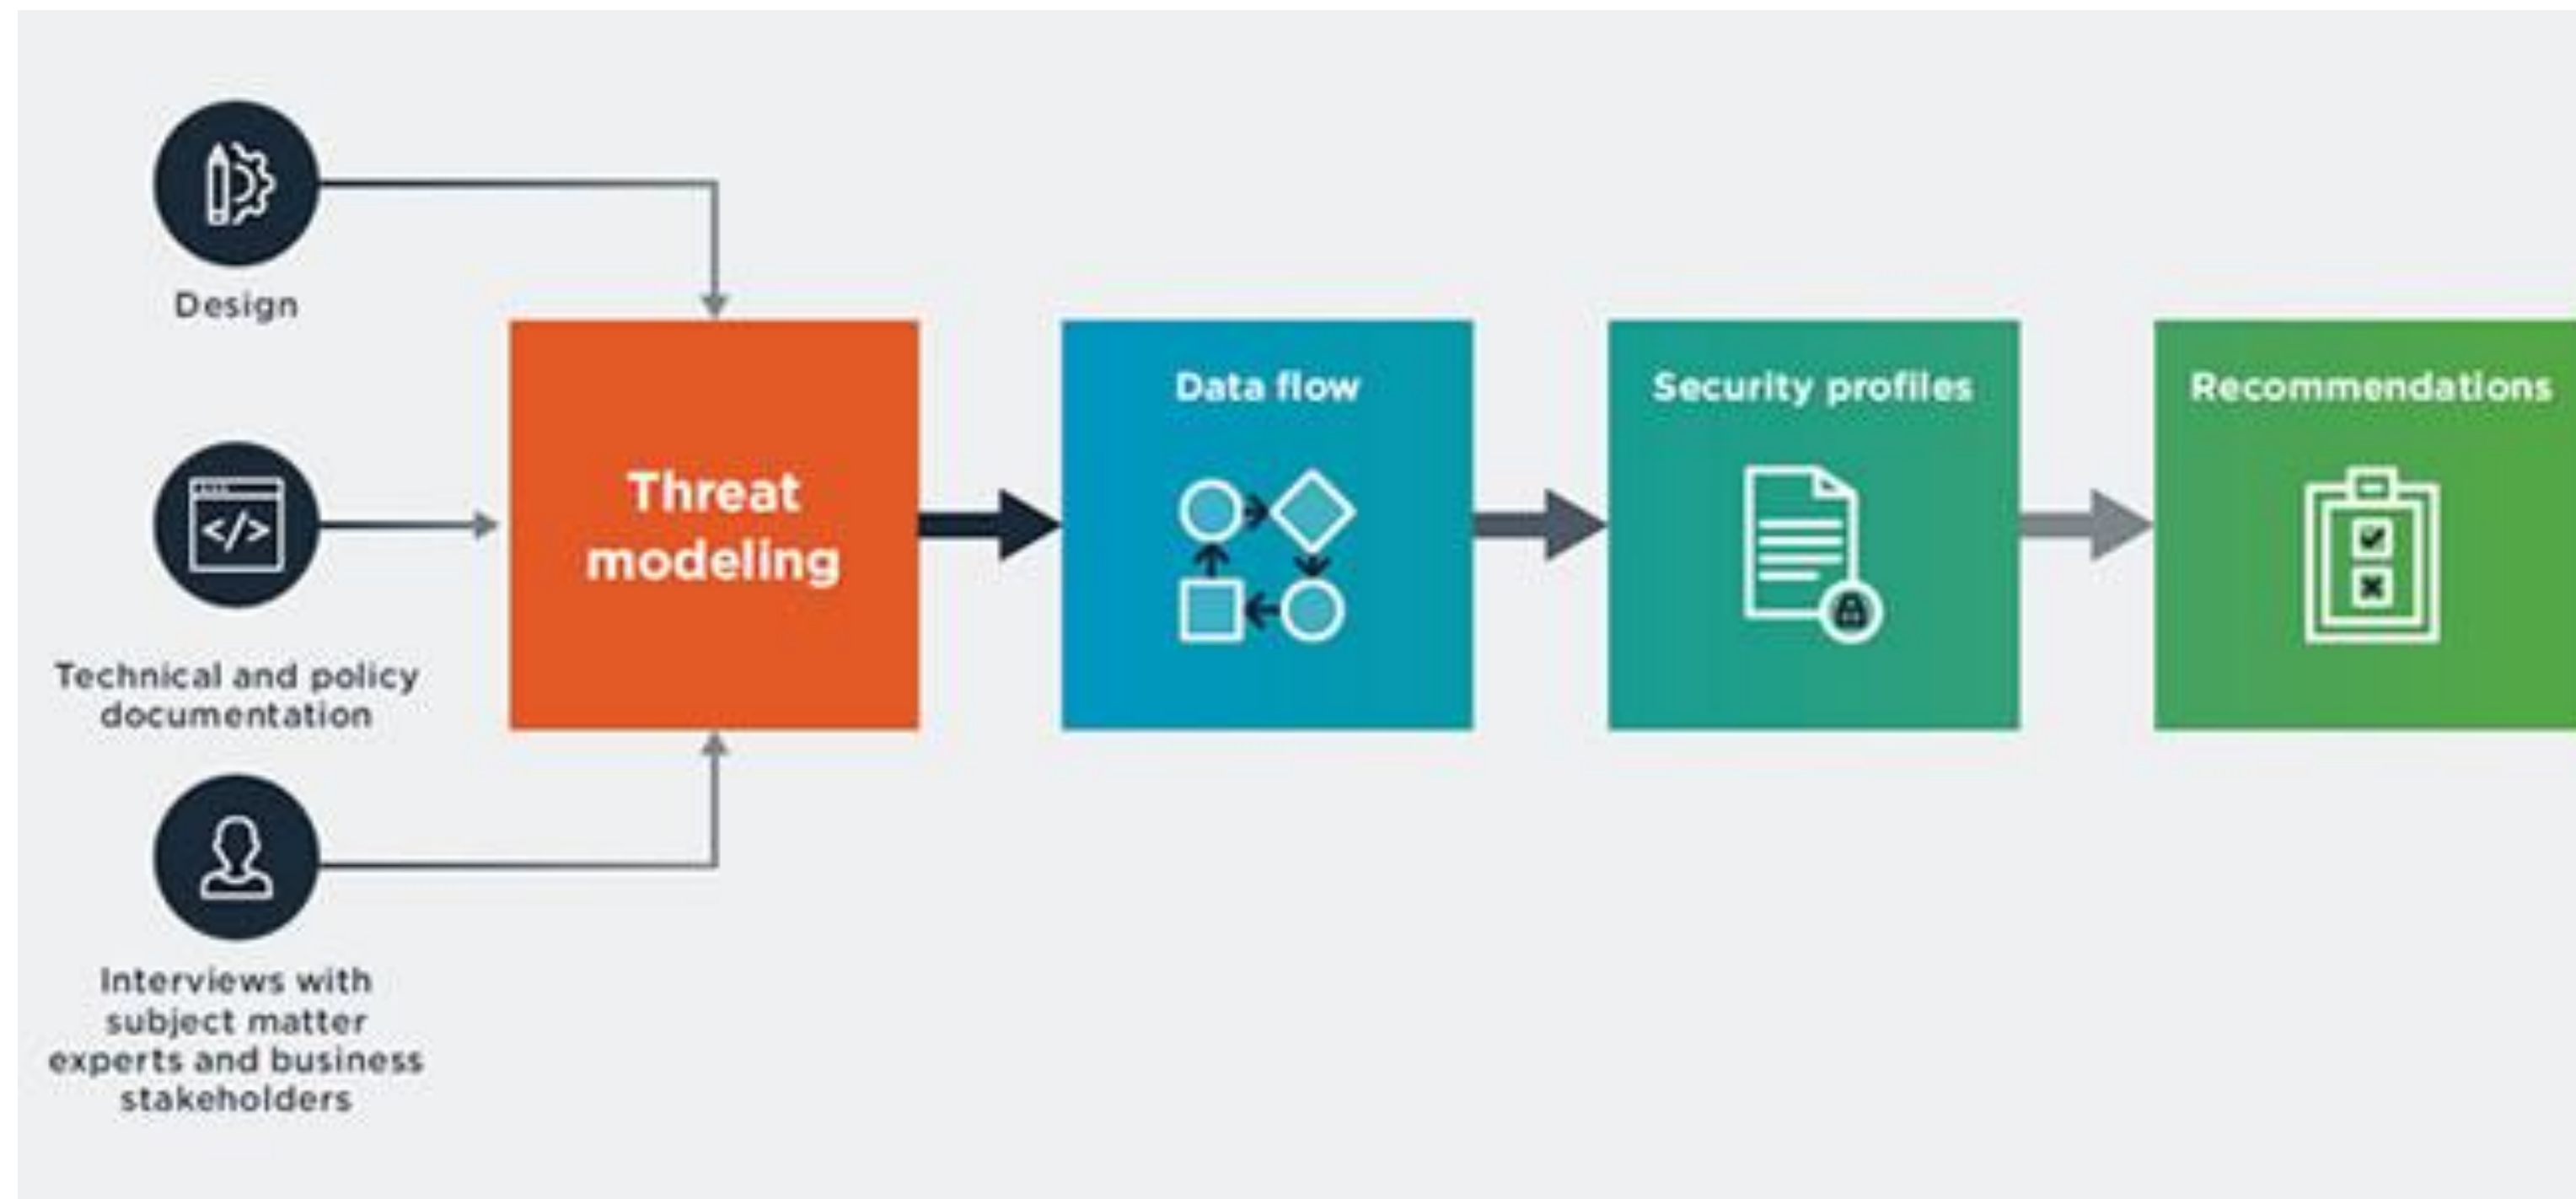 Design
Technical and policy
documentation
Interviews with
subject matter
experts and business
stakeholders
Threat
modeling
Data flow
Security profiles
Recommendations